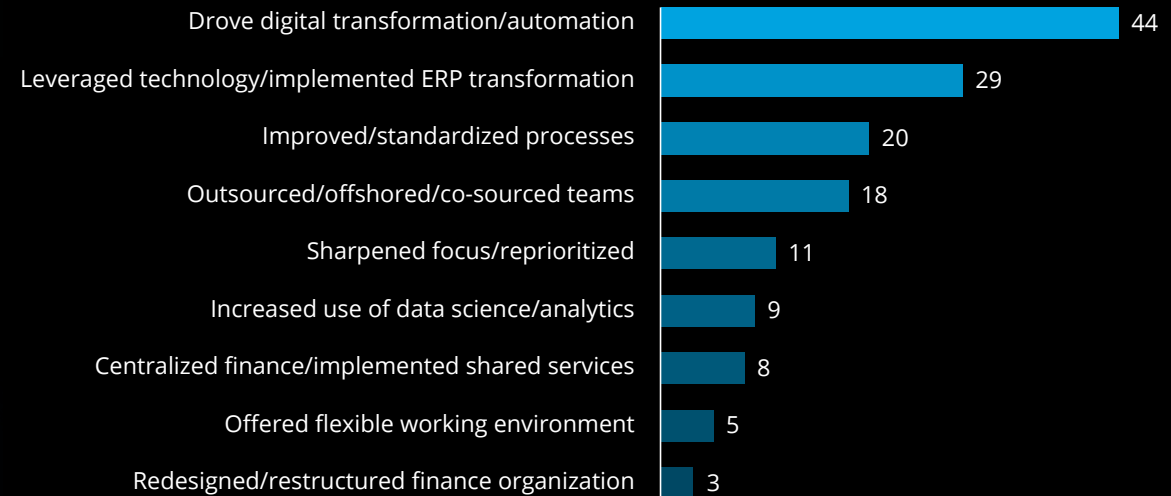 Drove digital transformation/automation 44
Leveraged technology/implemented ERP transformation 29
Improved/standardized processes 20
Outsourced/offshored/co-sourced teams 18
Sharpened focus/reprioritized 11
Increased use of data science/analytics 9
Centralized finance/implemented shared services 8
Offered flexible working environment 5
Redesigned/restructured finance organization 3